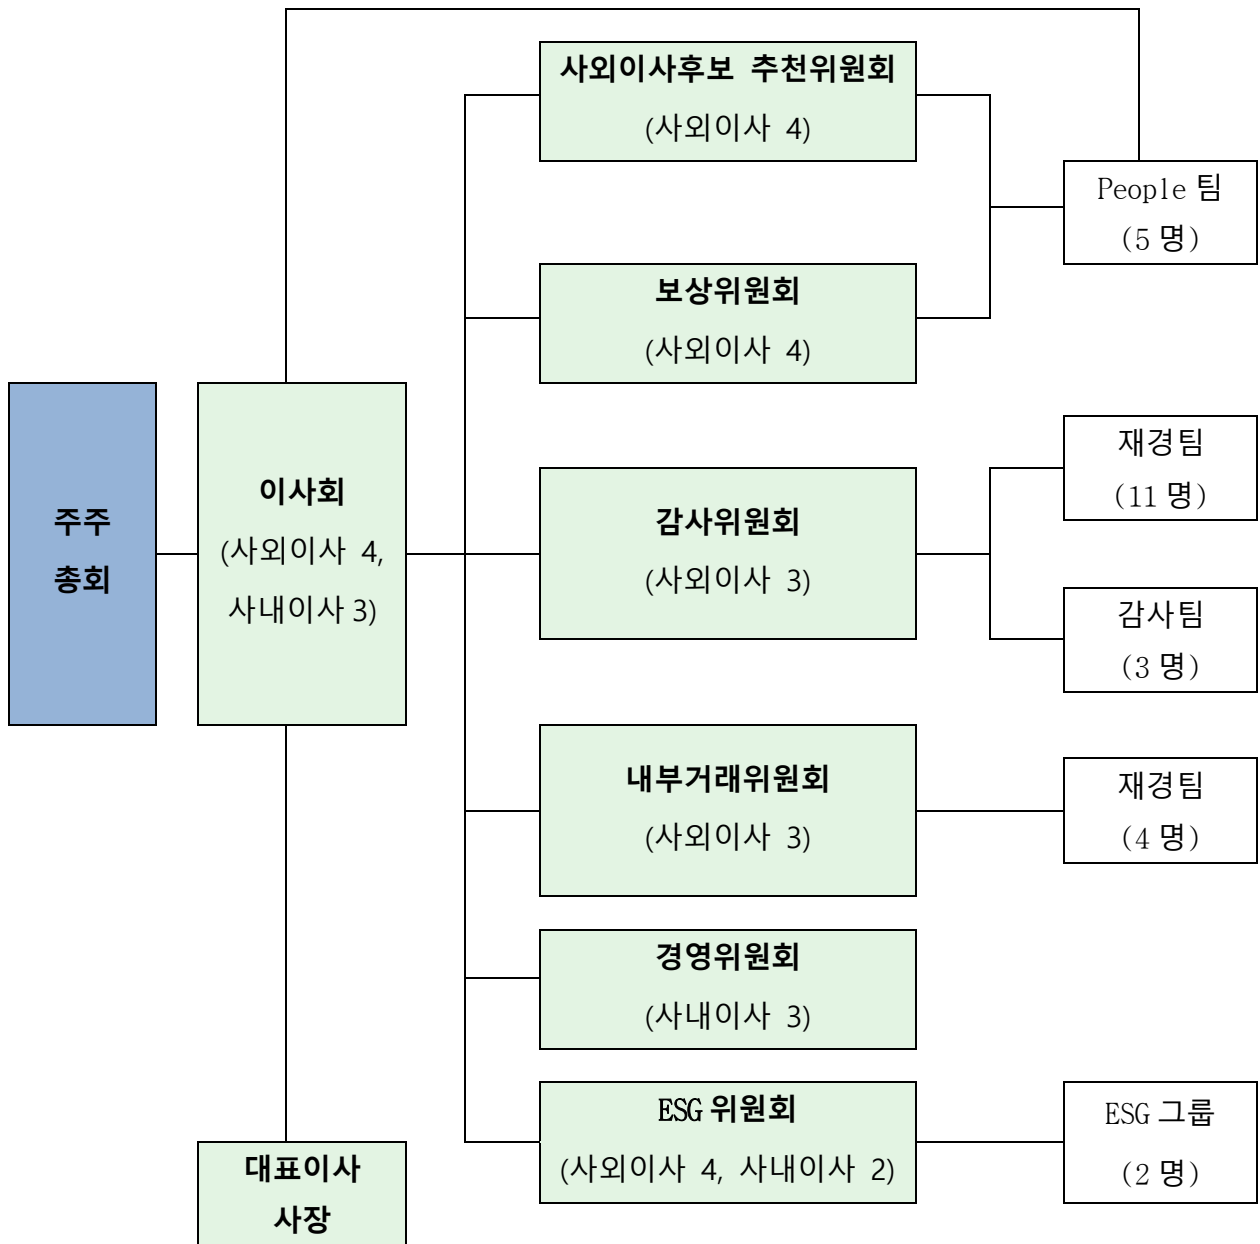 사외이사후보 추천위원회
(사외이사 4)
People 팀
(5 명)
보상위원회
(사외이사 4)
주주
총회
이사회
(사외이사 4,
사내이사 3)
감사위원회
(사외이사 3)
재경팀
(11 명)
감사팀
(3 명)
내부거래위원회
(사외이사 3)
재경팀
(4 명)
경영위원회
(사내이사 3)
ESG 위원회
(사외이사 4, 사내이사 2)
ESG 그룹
(2 명)
대표이사
사장